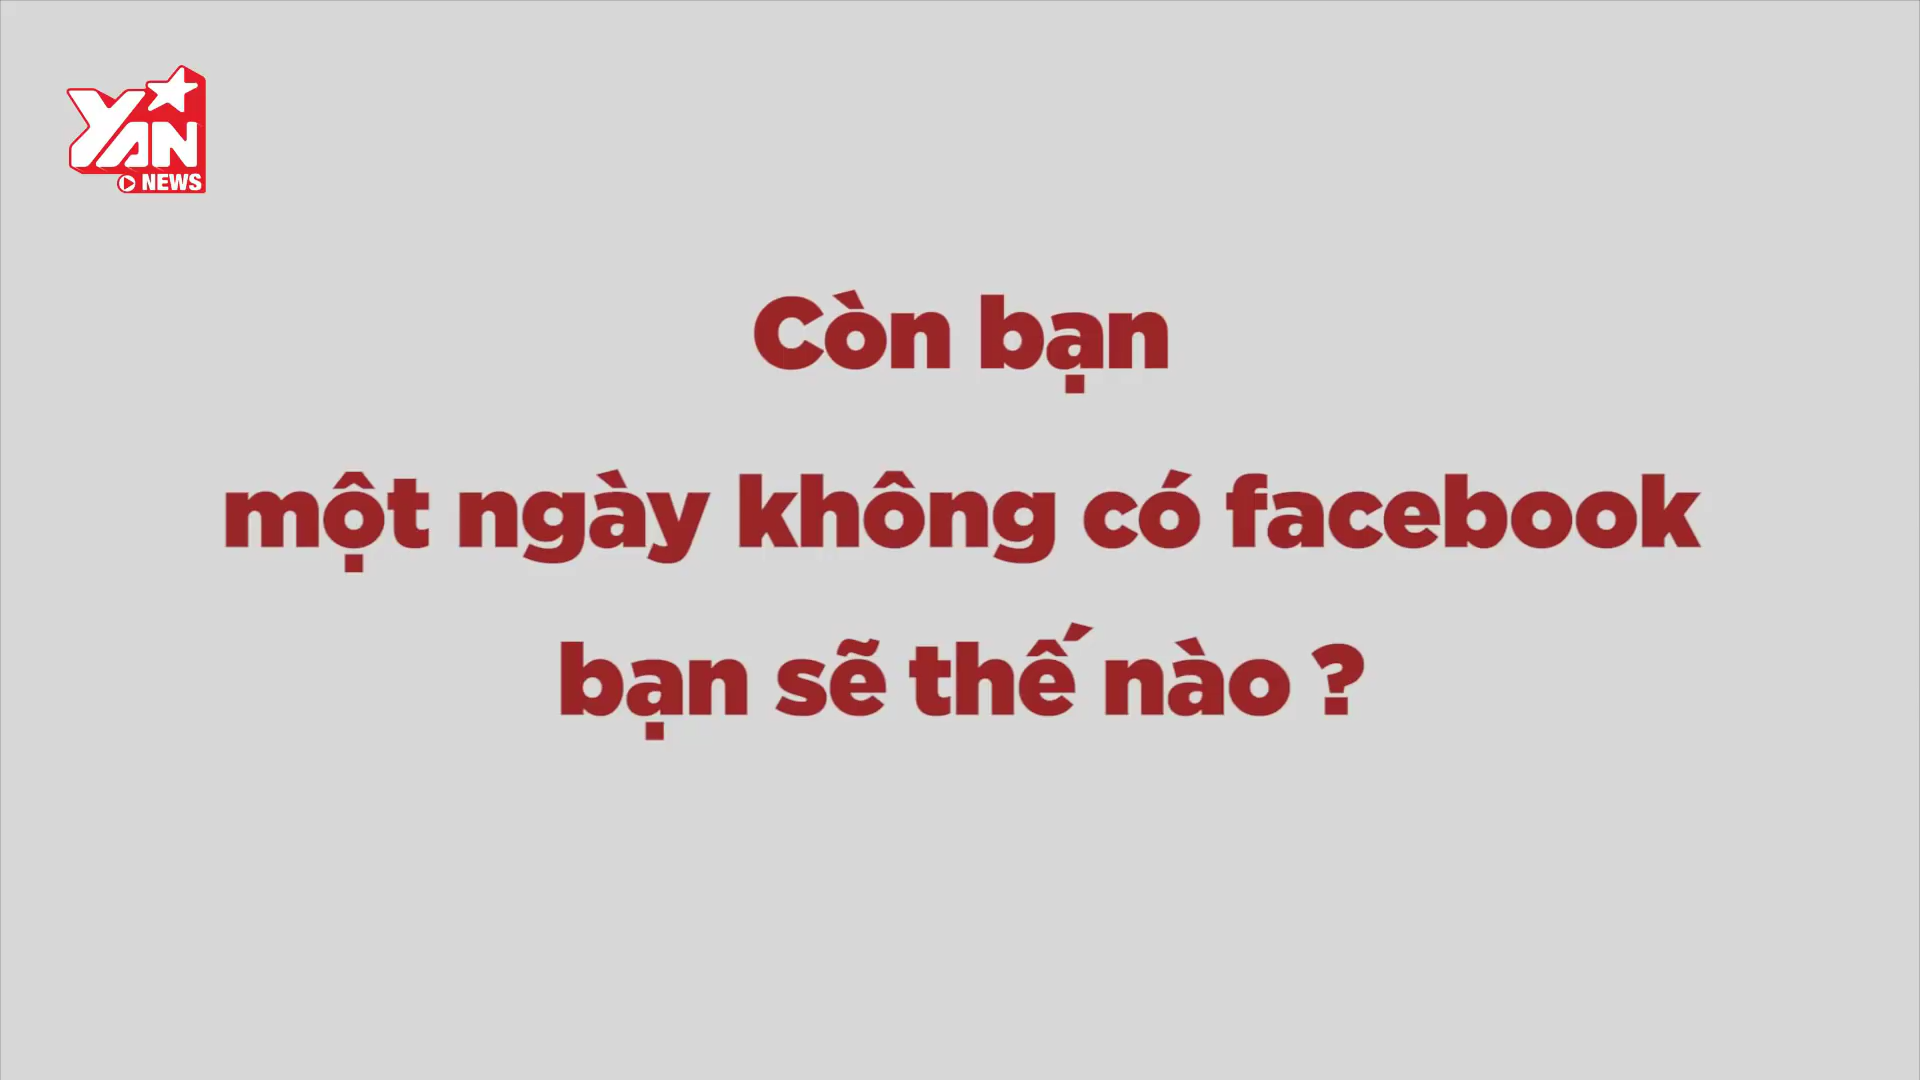 YAN
NEWS
Còn bạn
một ngày không có facebook
bạn sẽ thế nào ?